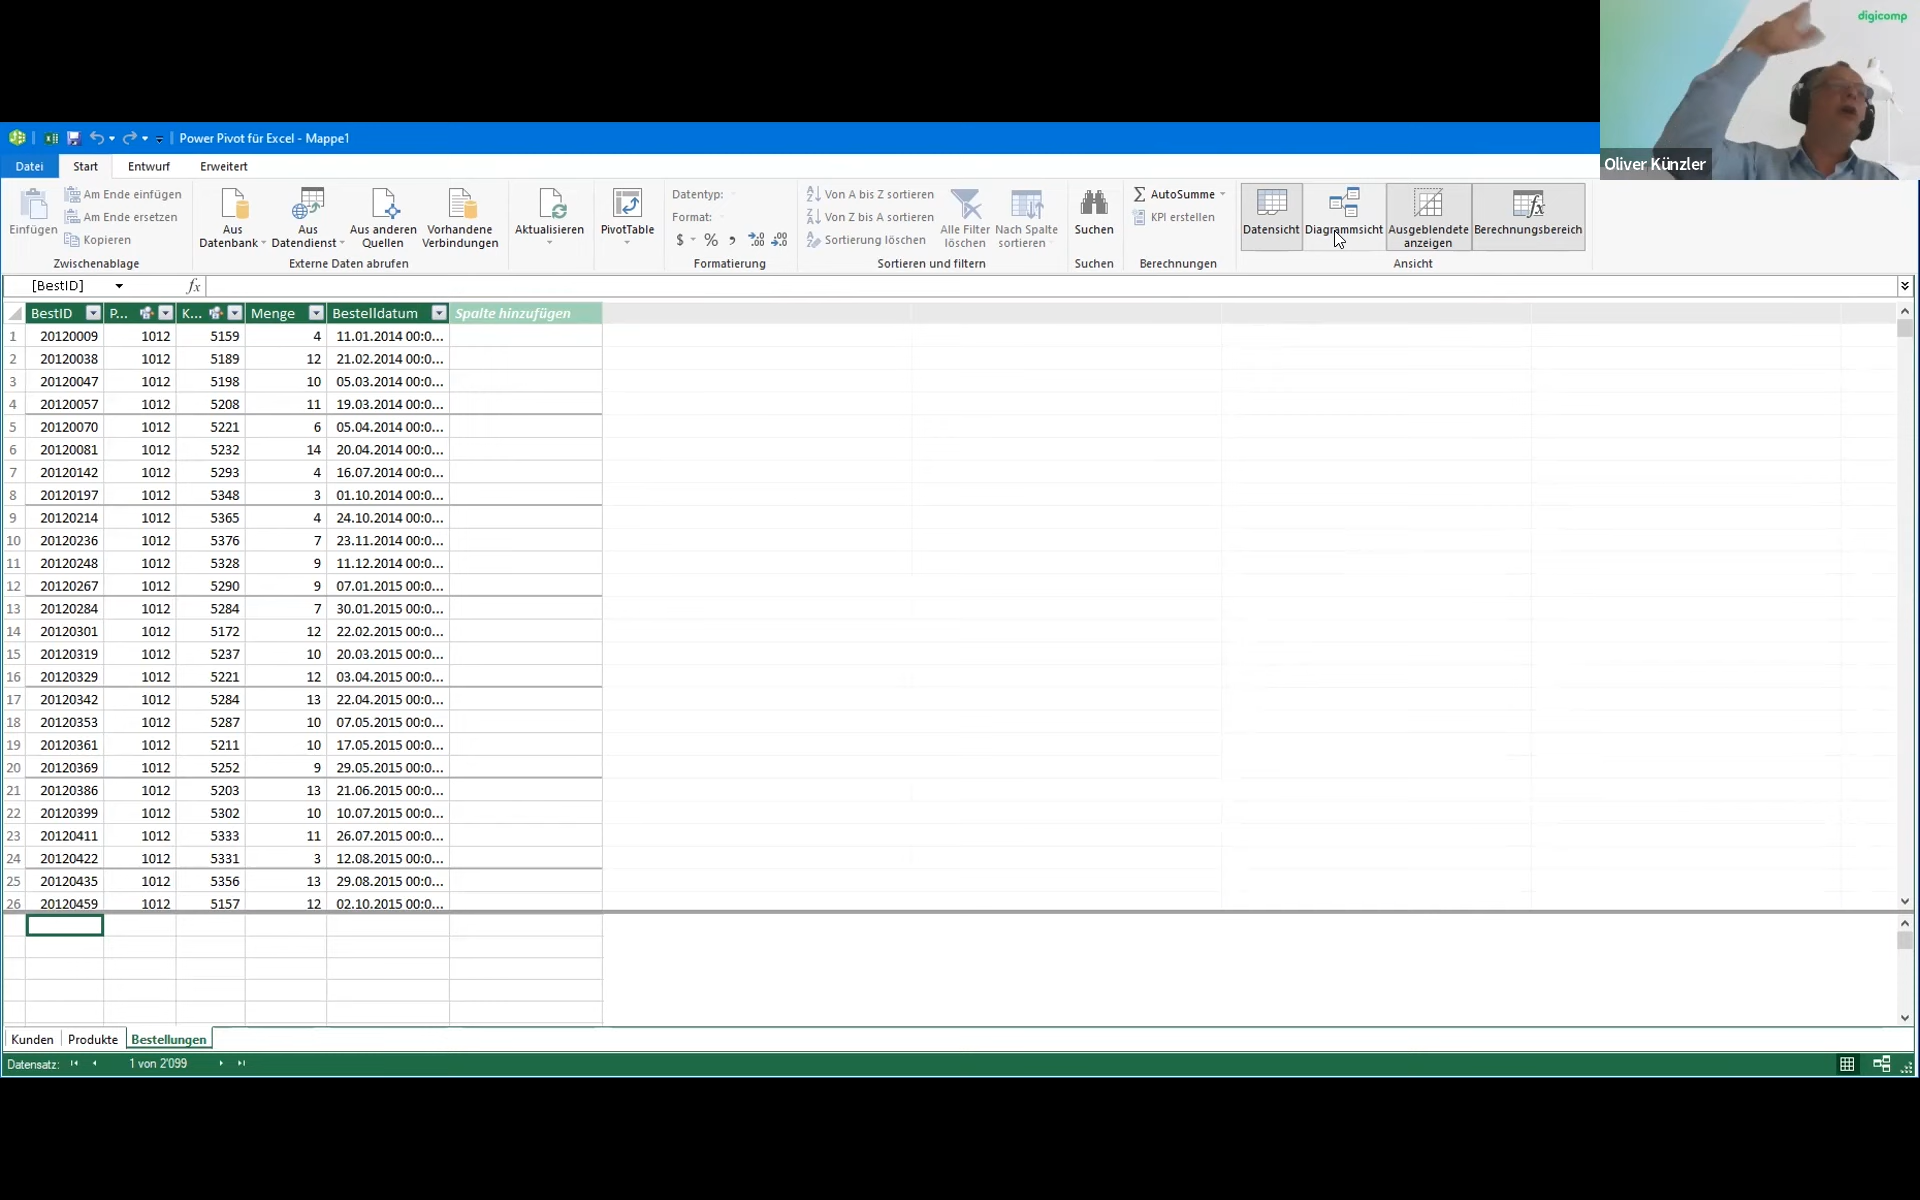 digicomp
Oliver Künzler
Power Pivot für Excel - Mappe1
Datei Start Entwurf Erweitert
Einfügen
Am Ende einfügen
Am Ende ersetzen
Kopieren
Zwischenablage
Aus Datenbank
Aus Datendienst
Aus anderen Quellen
Vorhandene Verbindungen
Externe Daten abrufen
Aktualisierung
PivotTable
Datentyp:
Format:
$ % ,
Formatierung
Von A bis Z sortieren
Von Z bis A sortieren
Sortierung löschen
Alle Filter löschen
Nach Spalte sortieren
Sortieren und filtern
Suchen
Suchen
AutoSumme
KPI erstellen
Berechnungen
Datensicht
Diagrammsicht
Ausgeblendete anzeigen
Berechnungsbereich
Ansicht
[BestID] fx
BestID P... K... Menge Bestelldatum Spalte hinzufügen
1 20120009 1012 5159 4 11.01.2014 00:0...
2 20120038 1012 5189 12 21.02.2014 00:0...
3 20120047 1012 5198 10 05.03.2014 00:0...
4 20120057 1012 5208 11 19.03.2014 00:0...
5 20120070 1012 5221 6 05.04.2014 00:0...
6 20120081 1012 5232 14 20.04.2014 00:0...
7 20120142 1012 5293 4 16.07.2014 00:0...
8 20120197 1012 5348 3 01.10.2014 00:0...
9 20120214 1012 5365 4 24.10.2014 00:0...
10 20120236 1012 5376 7 23.11.2014 00:0...
11 20120248 1012 5328 9 11.12.2014 00:0...
12 20120267 1012 5290 9 07.01.2015 00:0...
13 20120284 1012 5284 7 30.01.2015 00:0...
14 20120301 1012 5172 12 22.02.2015 00:0...
15 20120319 1012 5237 10 20.03.2015 00:0...
16 20120329 1012 5221 12 03.04.2015 00:0...
17 20120342 1012 5284 13 22.04.2015 00:0...
18 20120353 1012 5287 10 07.05.2015 00:0...
19 20120361 1012 5211 10 17.05.2015 00:0...
20 20120369 1012 5252 9 29.05.2015 00:0...
21 20120386 1012 5203 13 21.06.2015 00:0...
22 20120399 1012 5302 10 10.07.2015 00:0...
23 20120411 1012 5333 11 26.07.2015 00:0...
24 20120422 1012 5331 3 12.08.2015 00:0...
25 20120435 1012 5356 13 29.08.2015 00:0...
26 20120459 1012 5157 12 02.10.2015 00:0...
Kunden Produkte Bestellungen
Datensatz: 1 von 2'099